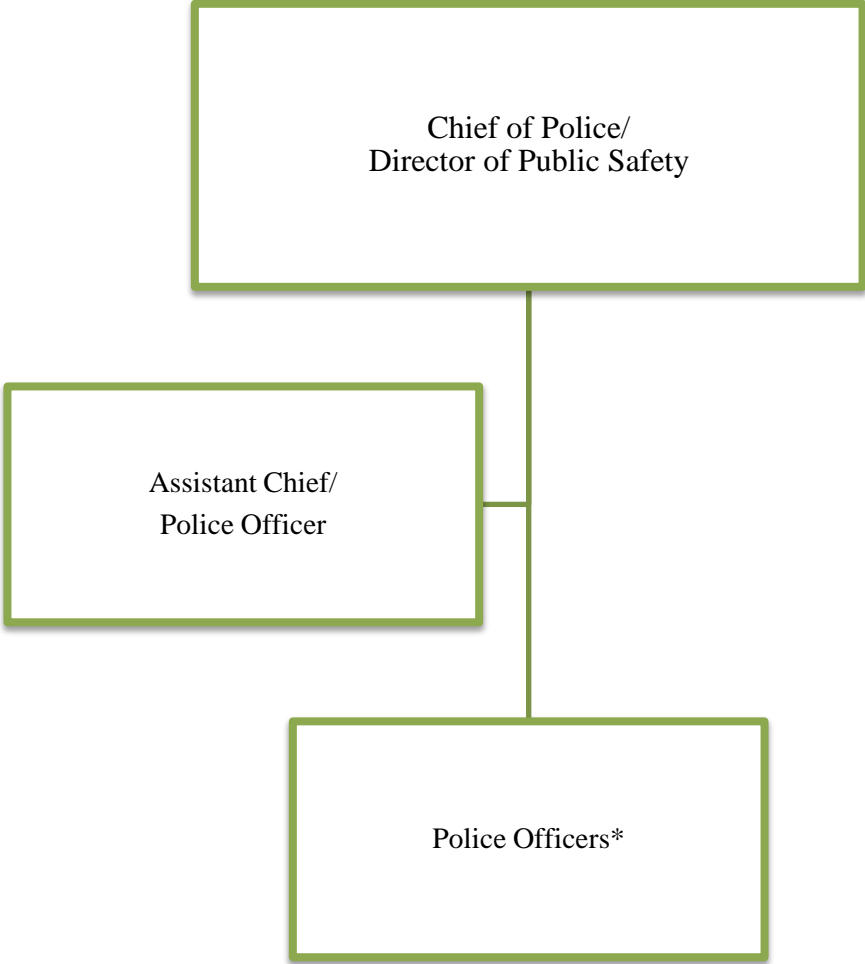 Chief of Police/
Director of Public Safety
Assistant Chief/
Police Officer
Police Officers*